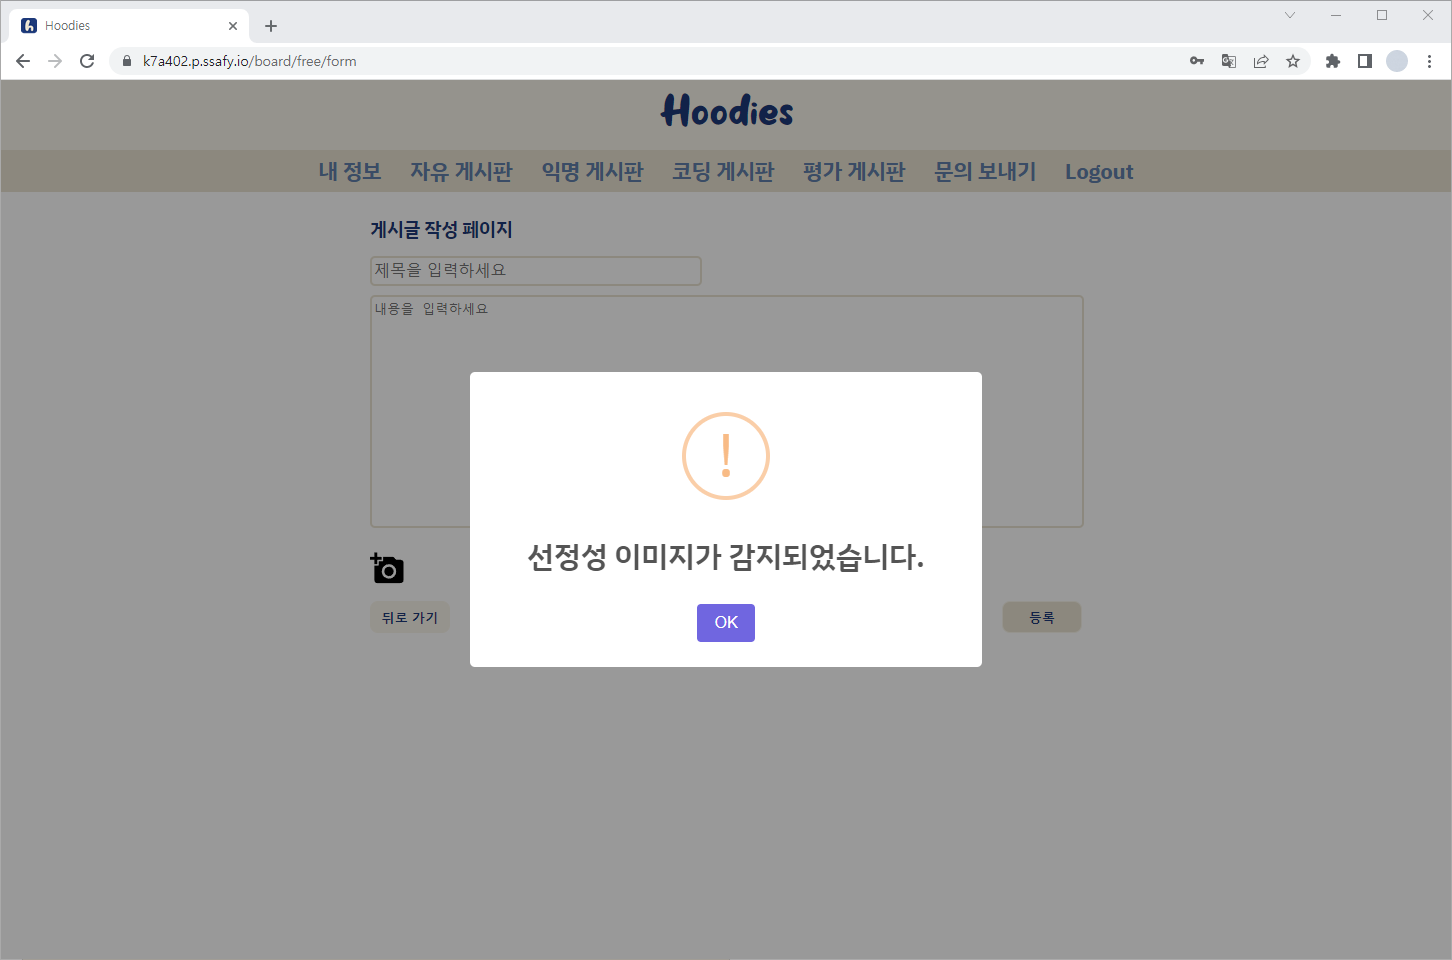 Hoodies
k7a402.p.ssafy.io/board/free/form
Hoodies
내 정보 자유 게시판 익명 게시판 코딩 게시판 평가 게시판 문의 보내기 Logout
게시글 작성 페이지
제목을 입력하세요
내용을 입력하세요
!
선정성 이미지가 감지되었습니다.
OK
뒤로 가기
등록